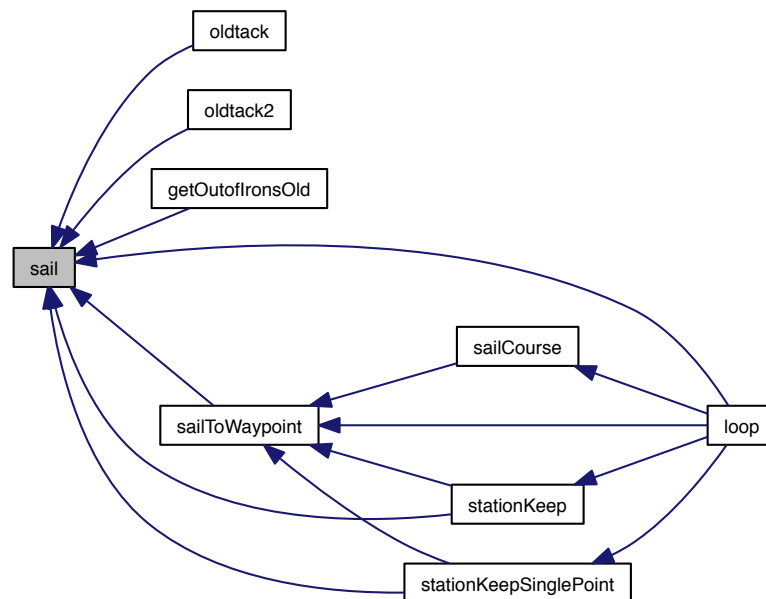 oldtack
oldtack2
getOutofIronsOld
sail
sailCourse
sailToWaypoint
loop
stationKeep
stationKeepSinglePoint